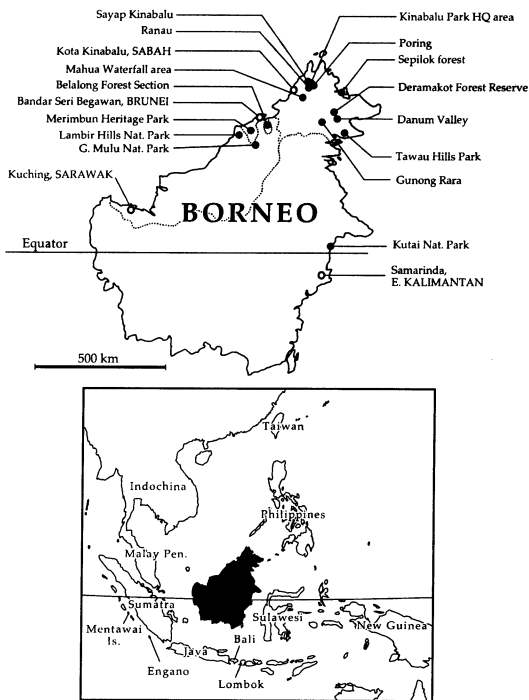 Sayap Kinabalu
Ranau
Kota Kinabalu, SABAH
Mahua Waterfall area
Belalong Forest Section
Bandar Seri Begawan, BRUNEI
Merimbun Heritage Park
Lambir Hills Nat. Park
G. Mulu Nat. Park
Kuching, SARAWAK
Kinabalu Park HQ area
Poring
Sepilok forest
Deramakot Forest Reserve
Danum Valley
Tawau Hills Park
Gunong Rara
BORNEO
Equator
Kutai Nat. Park
Samarinda,
E. KALIMANTAN
500 km
Taiwan
Indochina
Philippines
Malay Pen.
Sumatra
Sulawesi
New Guinea
Mentawai
Is.
Bali
Java
Engano
Lombok